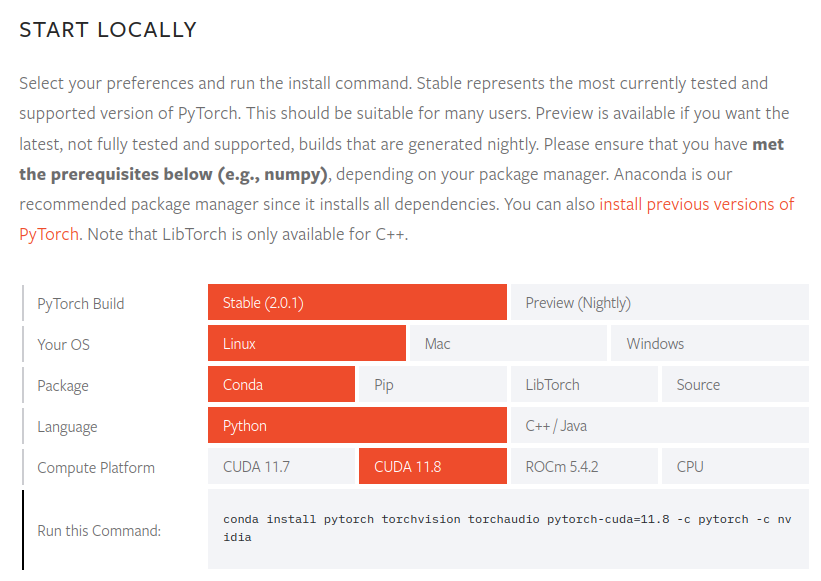 START LOCALLY
Select your preferences and run the install command. Stable represents the most currently tested and
supported version of PyTorch. This should be suitable for many users. Preview is available if you want the
latest, not fully tested and supported, builds that are generated nightly. Please ensure that you have met
the prerequisites below (e.g., numpy), depending on your package manager. Anaconda is our
recommended package manager since it installs all dependencies. You can also install previous versions of
PyTorch. Note that LibTorch is only available for C++.
PyTorch Build Stable (2.0.1) Preview (Nightly)
Your OS Linux Mac Windows
Package Conda Pip LibTorch Source
Language Python C++ / Java
Compute Platform CUDA 11.7 CUDA 11.8 ROCm 5.4.2 CPU
Run this Command: conda install pytorch torchvision torchaudio pytorch-cuda=11.8 -c pytorch -c nv
idia